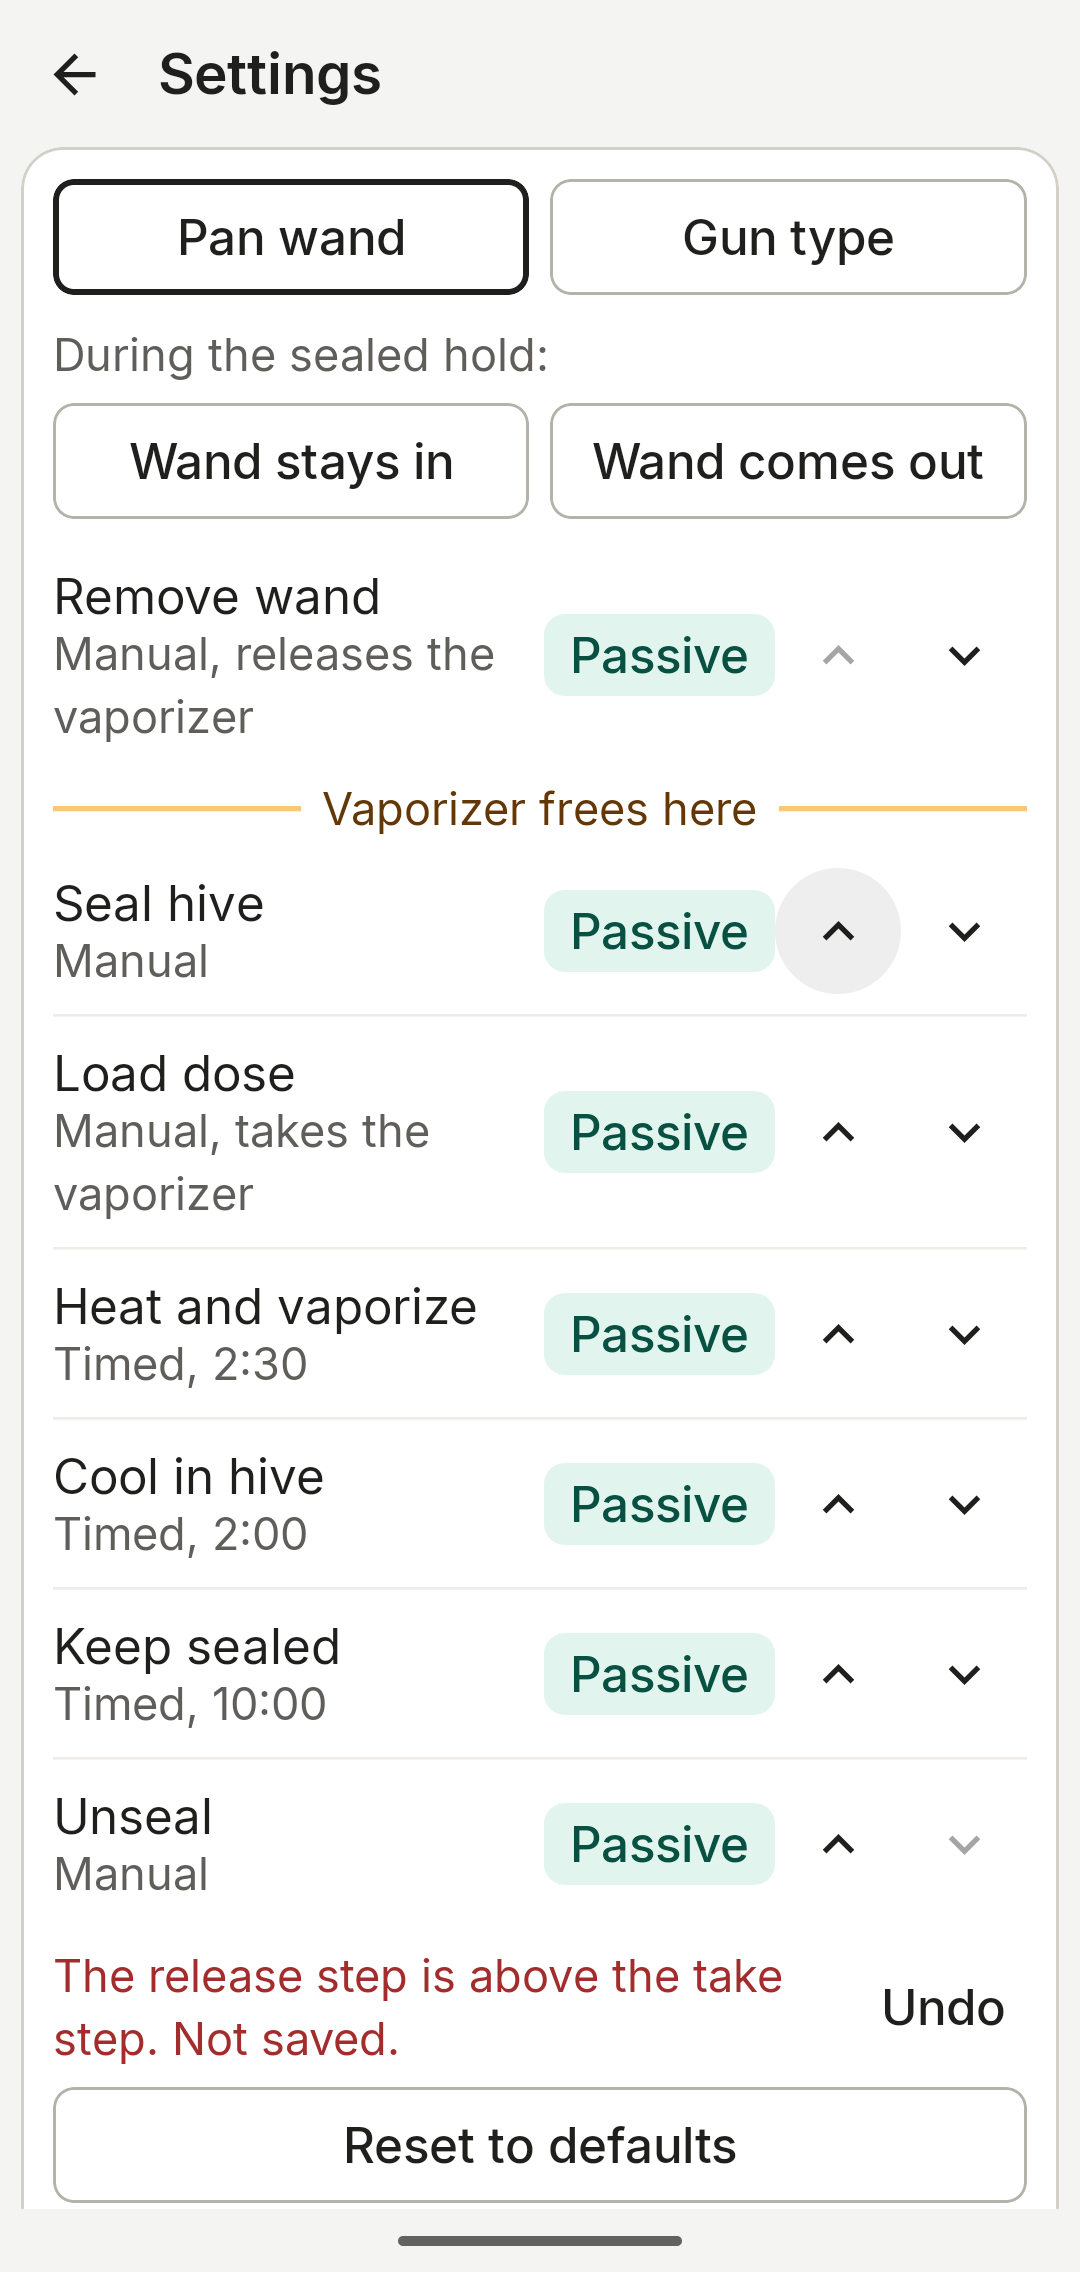 Settings
Pan wand
Gun type
During the sealed hold:
Wand stays in
Wand comes out
Remove wand
Manual, releases the
vaporizer
Passive
Vaporizer frees here
Seal hive
Manual
Passive
Load dose
Manual, takes the
vaporizer
Passive
Heat and vaporize
Timed, 2:30
Passive
Cool in hive
Timed, 2:00
Passive
Keep sealed
Timed, 10:00
Passive
Unseal
Manual
Passive
The release step is above the take
step. Not saved.
Undo
Reset to defaults